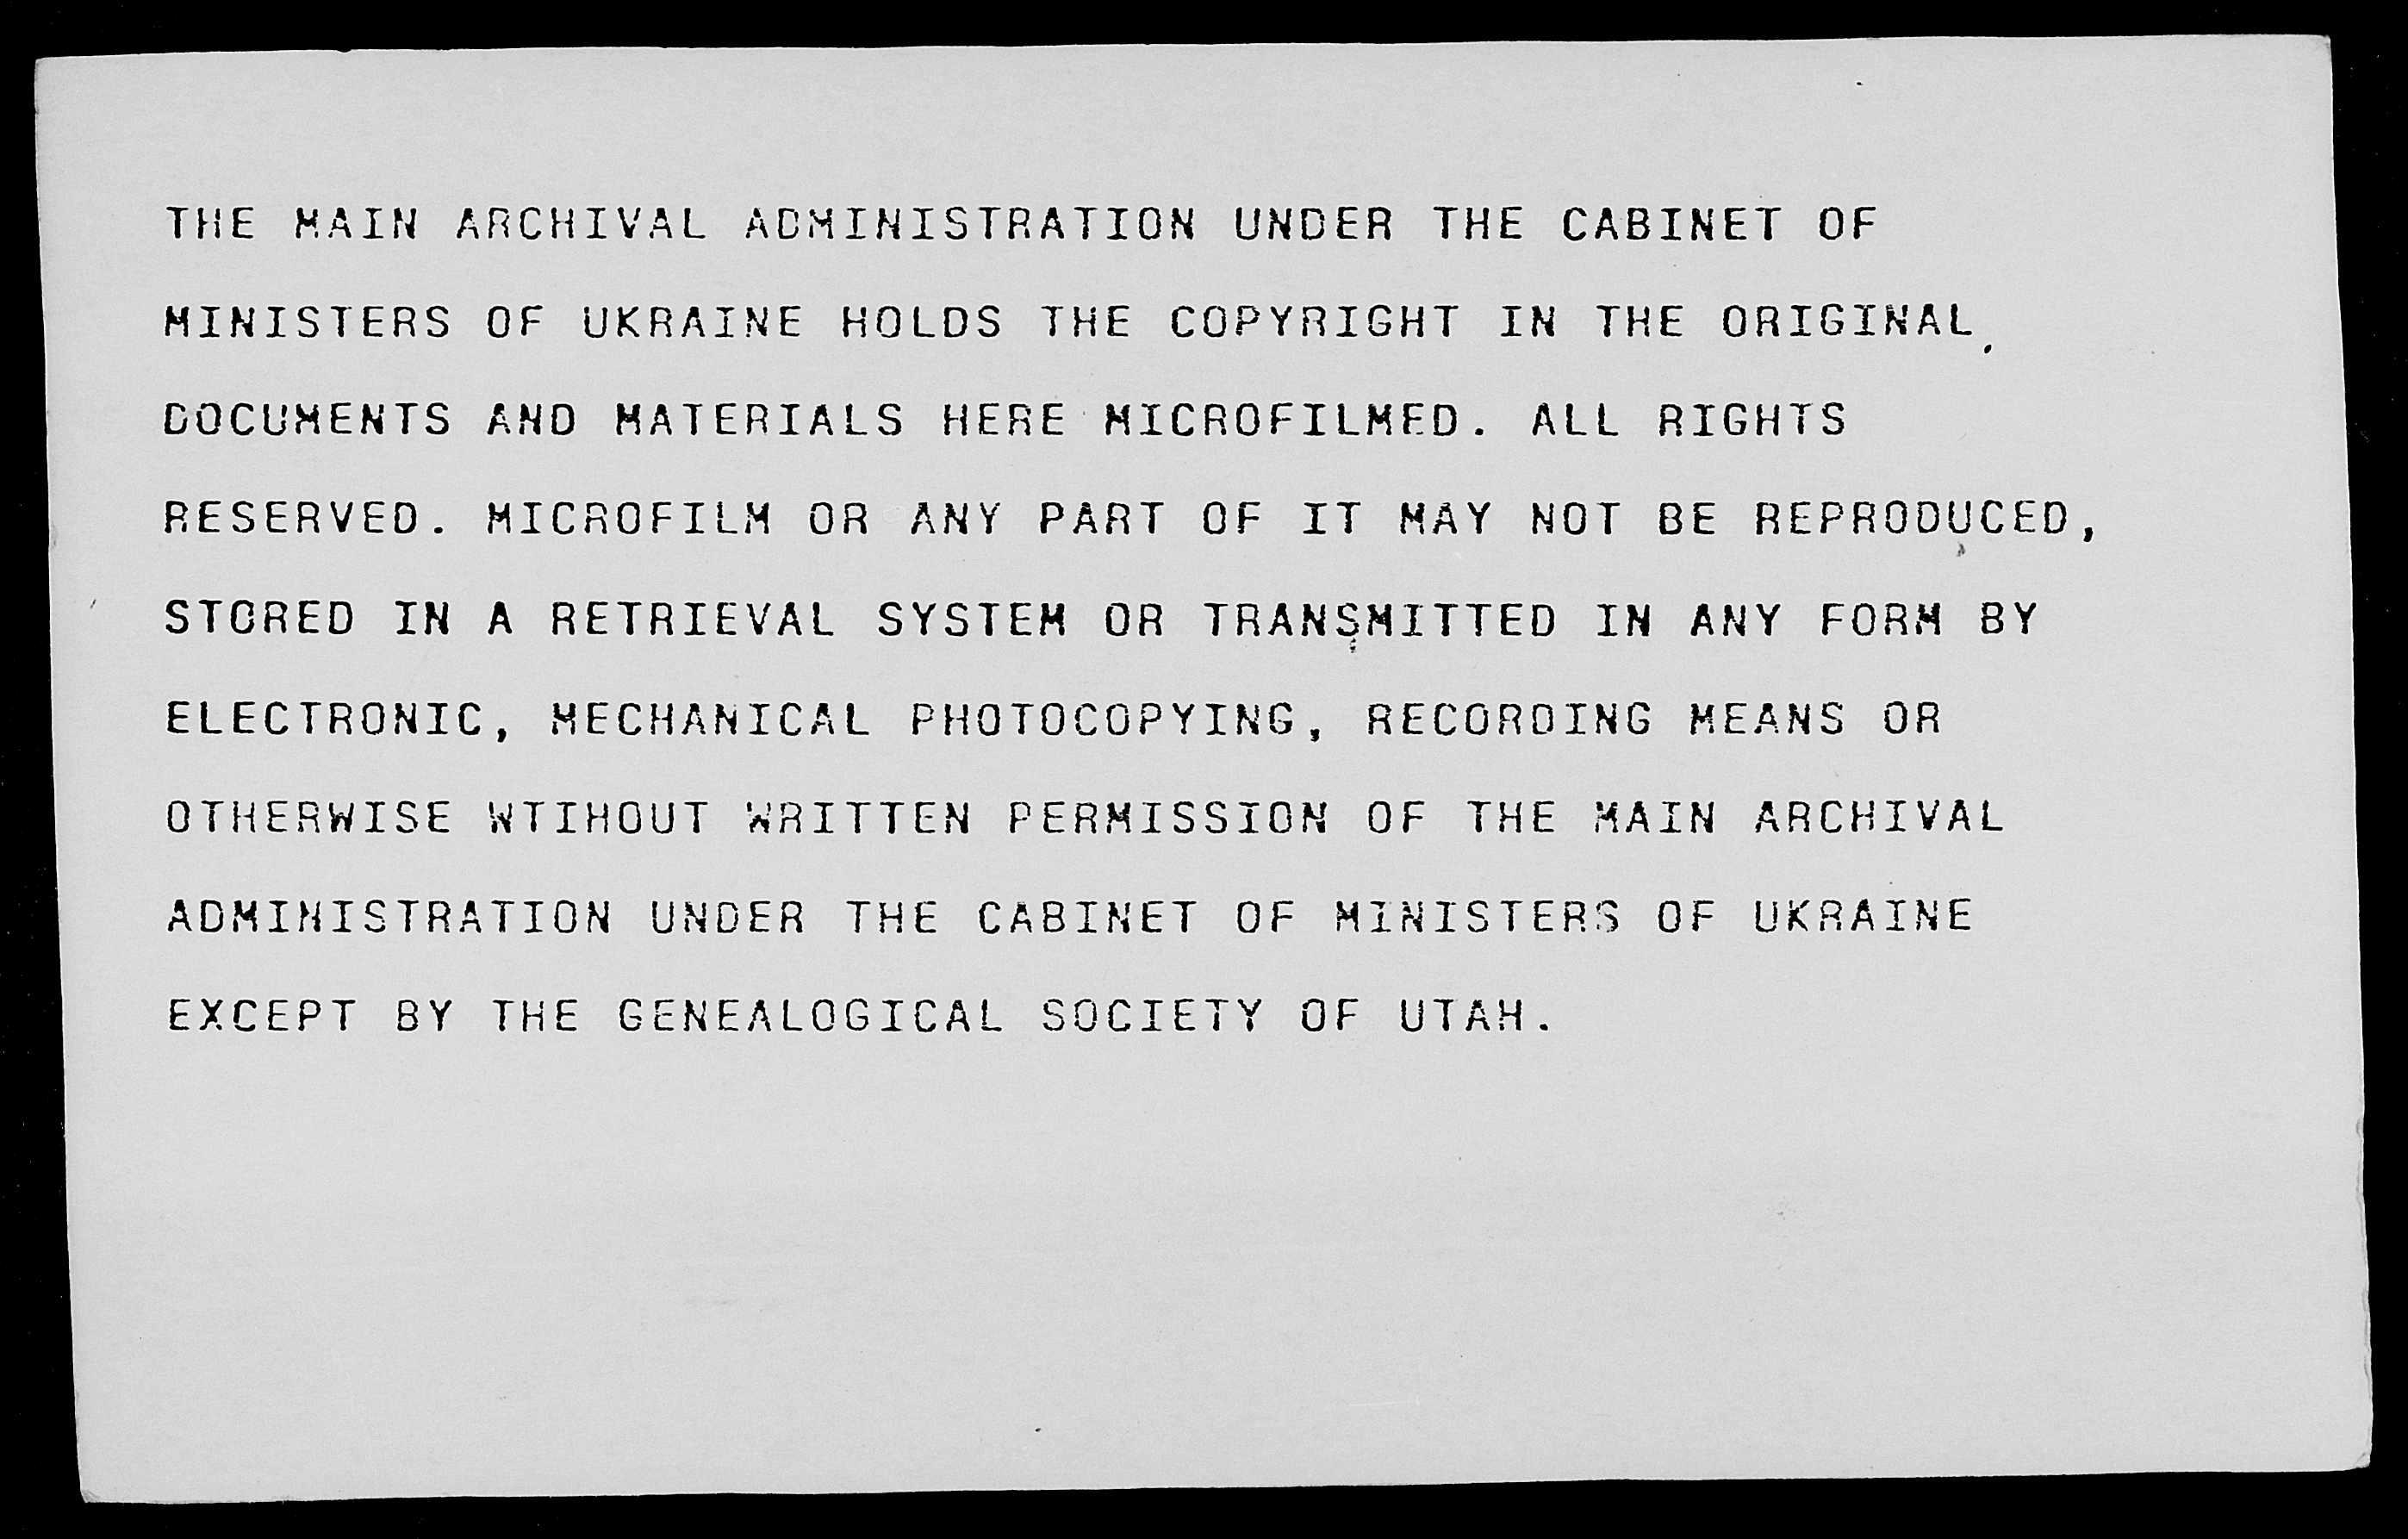 THE MAIN ARCHIVAL ADMINISTRATION UNDER THE CABINET OF
MINISTERS OF UKRAINE HOLDS THE COPYRIGHT IN THE ORIGINAL
DOCUMENTS AND MATERIALS HERE MICROFILMED. ALL RIGHTS
RESERVED. MICROFILM OR ANY PART OF IT MAY NOT BE REPRODUCED,
STORED IN A RETRIEVAL SYSTEM OR TRANSMITTED IN ANY FORM BY
ELECTRONIC, MECHANICAL PHOTOCOPYING, RECORDING MEANS OR
OTHERWISE WTIHOUT WRITTEN PERMISSION OF THE MAIN ARCHIVAL
ADMINISTRATION UNDER THE CABINET OF MINISTERS OF UKRAINE
EXCEPT BY THE GENEALOGICAL SOCIETY OF UTAH.